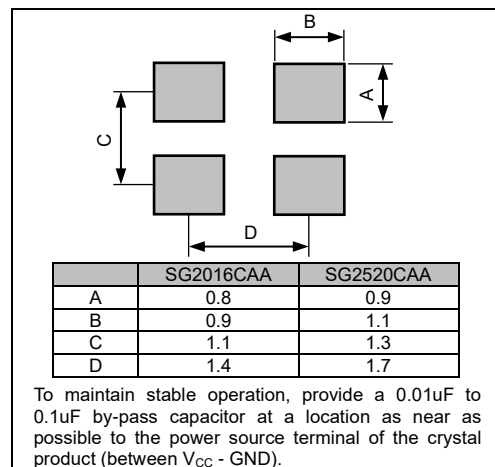 B
A
C
D
SG2016CAA SG2520CAA
A 0.8 0.9
B 0.9 1.1
C 1.1 1.3
D 1.4 1.7
To maintain stable operation, provide a 0.01uF to
0.1uF by-pass capacitor at a location as near as
possible to the power source terminal of the crystal
product (between VCC - GND).